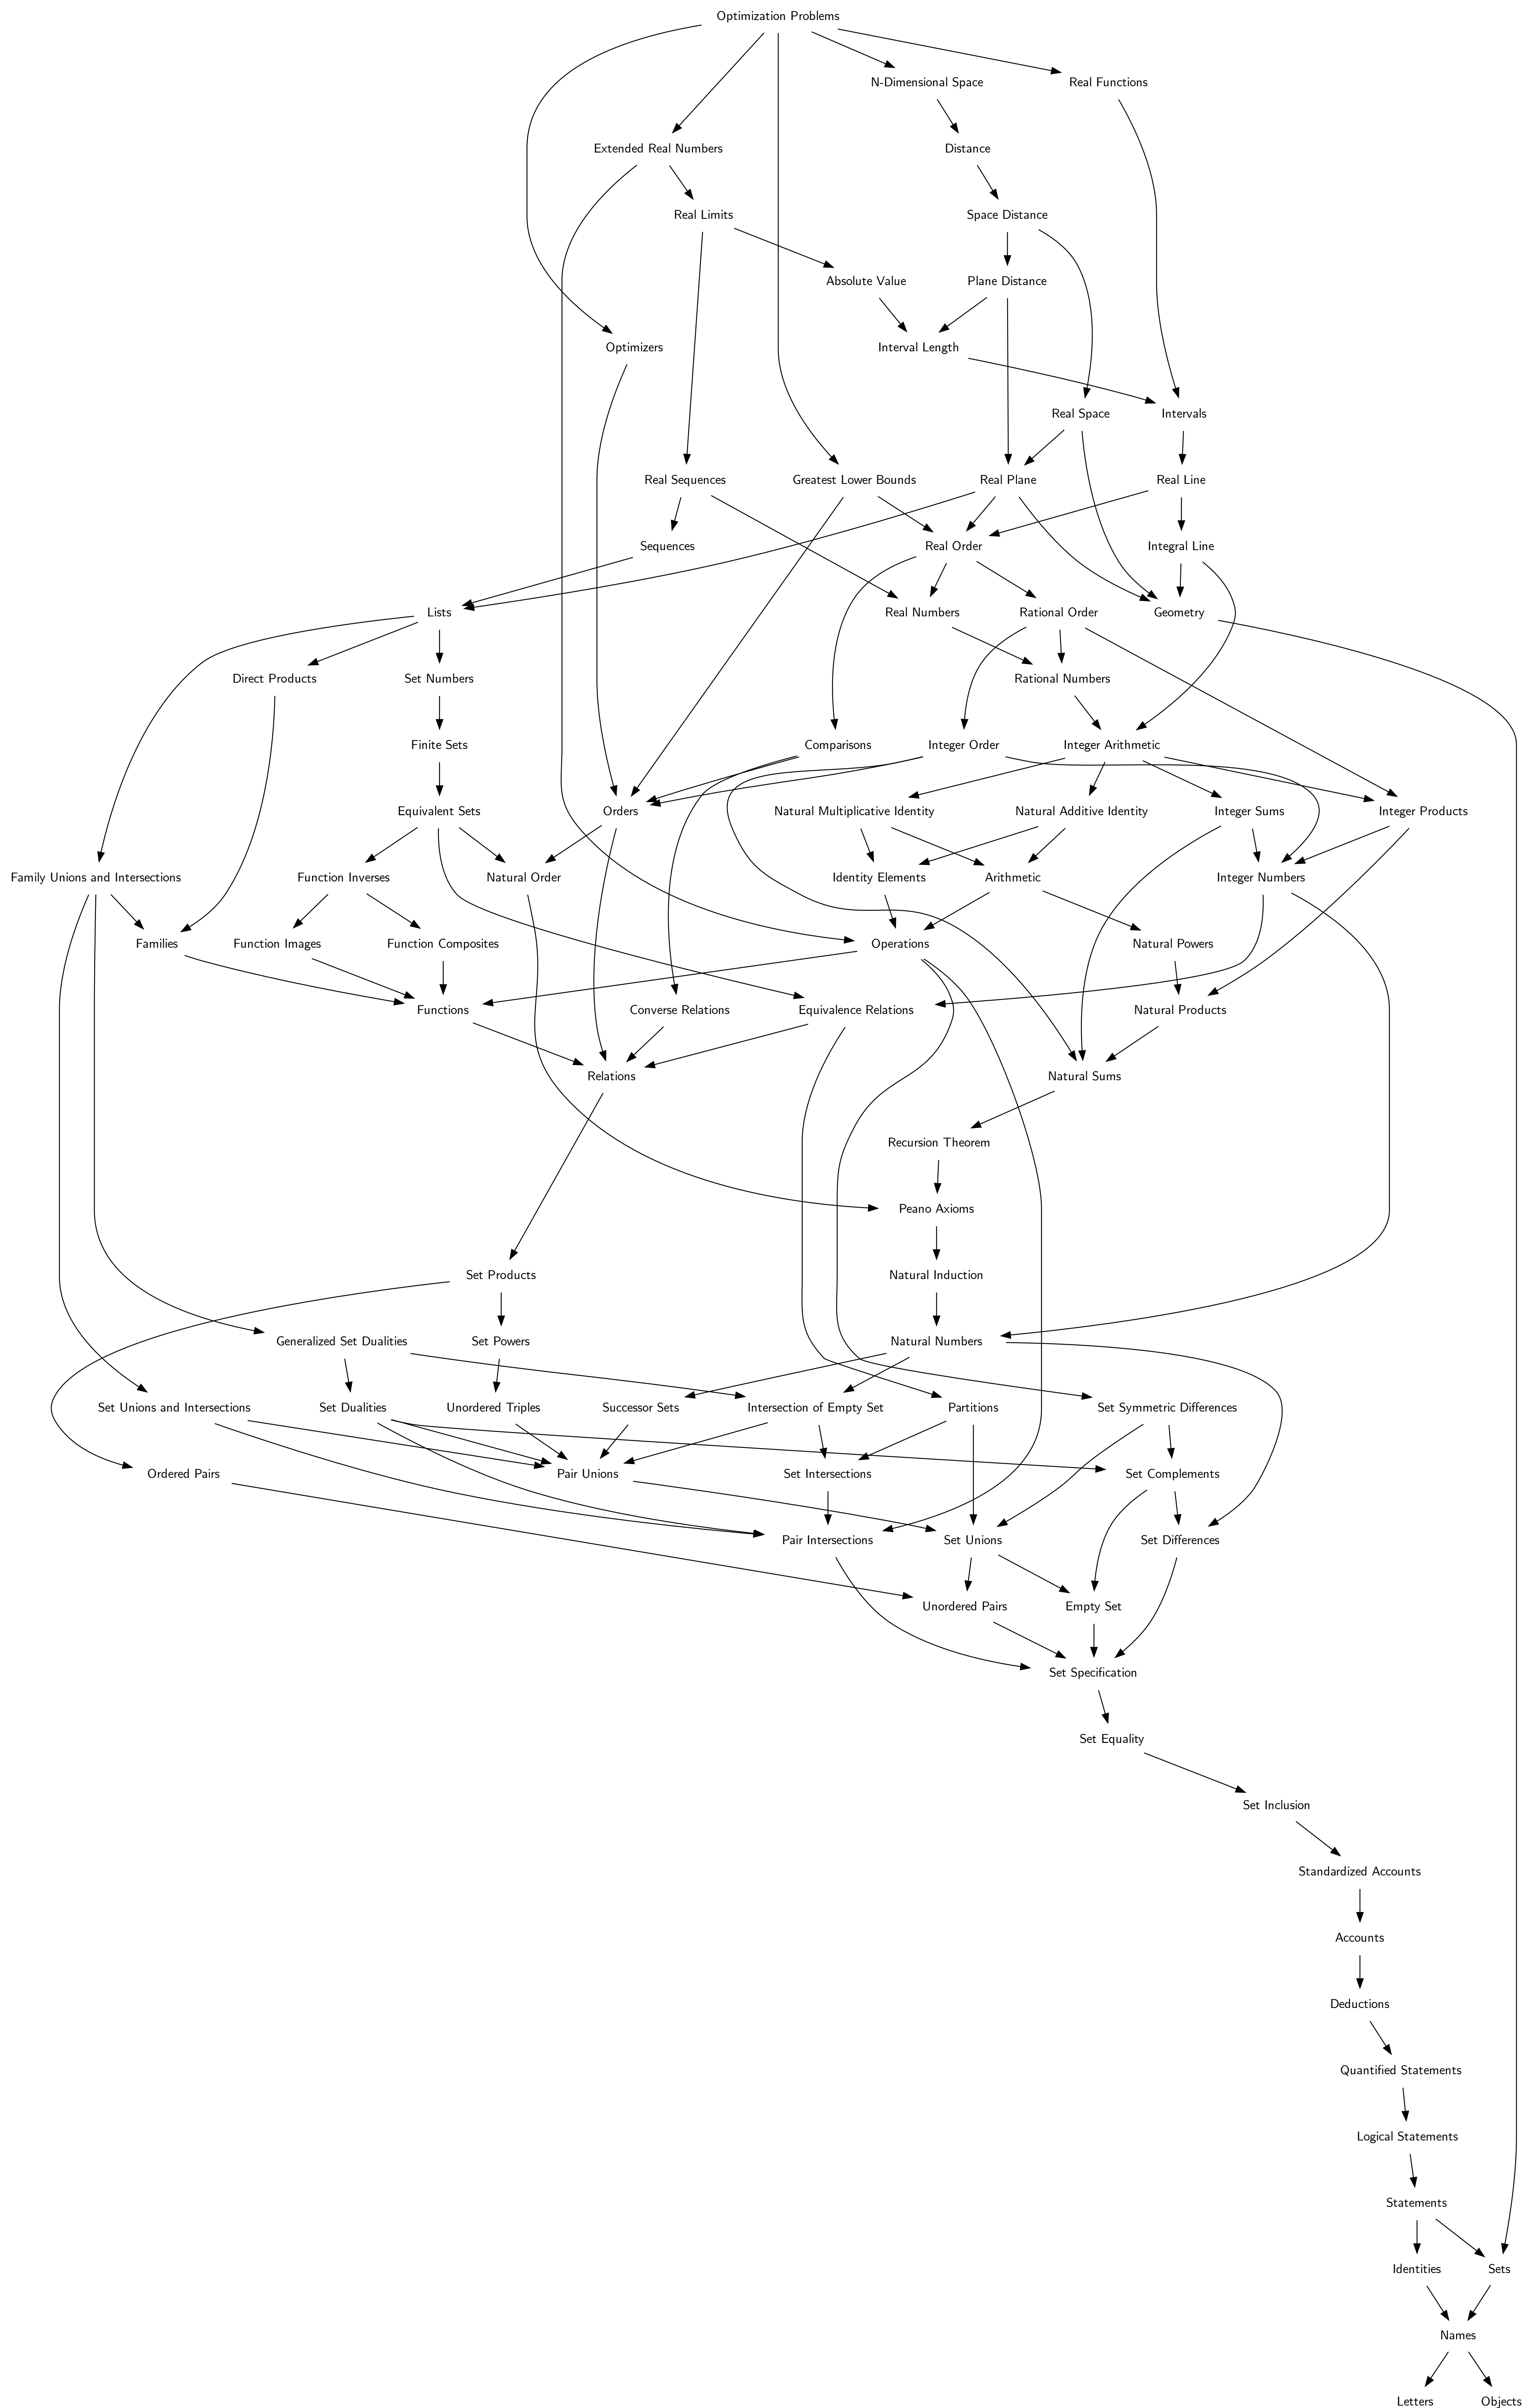 Optimization Problems
N-Dimensional Space
Real Functions
Extended Real Numbers
Distance
Real Limits
Space Distance
Absolute Value
Plane Distance
Optimizers
Interval Length
Real Space
Intervals
Real Sequences
Greatest Lower Bounds
Real Plane
Real Line
Sequences
Real Order
Integral Line
Lists
Real Numbers
Rational Order
Geometry
Direct Products
Set Numbers
Rational Numbers
Finite Sets
Comparisons
Integer Order
Integer Arithmetic
Equivalent Sets
Orders
Natural Multiplicative Identity
Natural Additive Identity
Integer Sums
Integer Products
Family Unions and Intersections
Function Inverses
Natural Order
Identity Elements
Arithmetic
Integer Numbers
Families
Function Images
Function Composites
Operations
Natural Powers
Functions
Converse Relations
Equivalence Relations
Natural Products
Relations
Natural Sums
Recursion Theorem
Peano Axioms
Set Products
Natural Induction
Generalized Set Dualities
Set Powers
Natural Numbers
Set Unions and Intersections
Set Dualities
Unordered Triples
Successor Sets
Intersection of Empty Set
Partitions
Set Symmetric Differences
Ordered Pairs
Pair Unions
Set Intersections
Set Complements
Pair Intersections
Set Unions
Set Differences
Unordered Pairs
Empty Set
Set Specification
Set Equality
Set Inclusion
Standardized Accounts
Accounts
Deductions
Quantified Statements
Logical Statements
Statements
Identities
Sets
Names
Letters
Objects